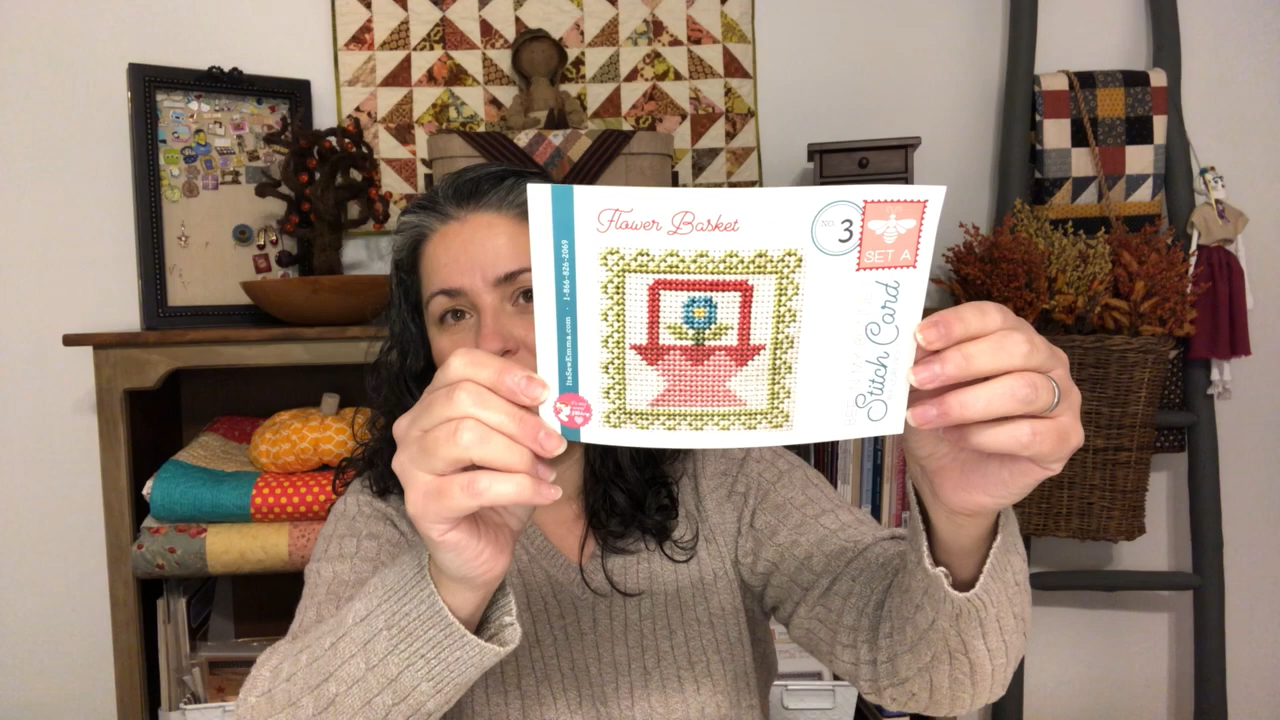 Flower Basket
NO.
3
SET A
Stitch Card
ItsSewEmma.com · 1-866-826-2069